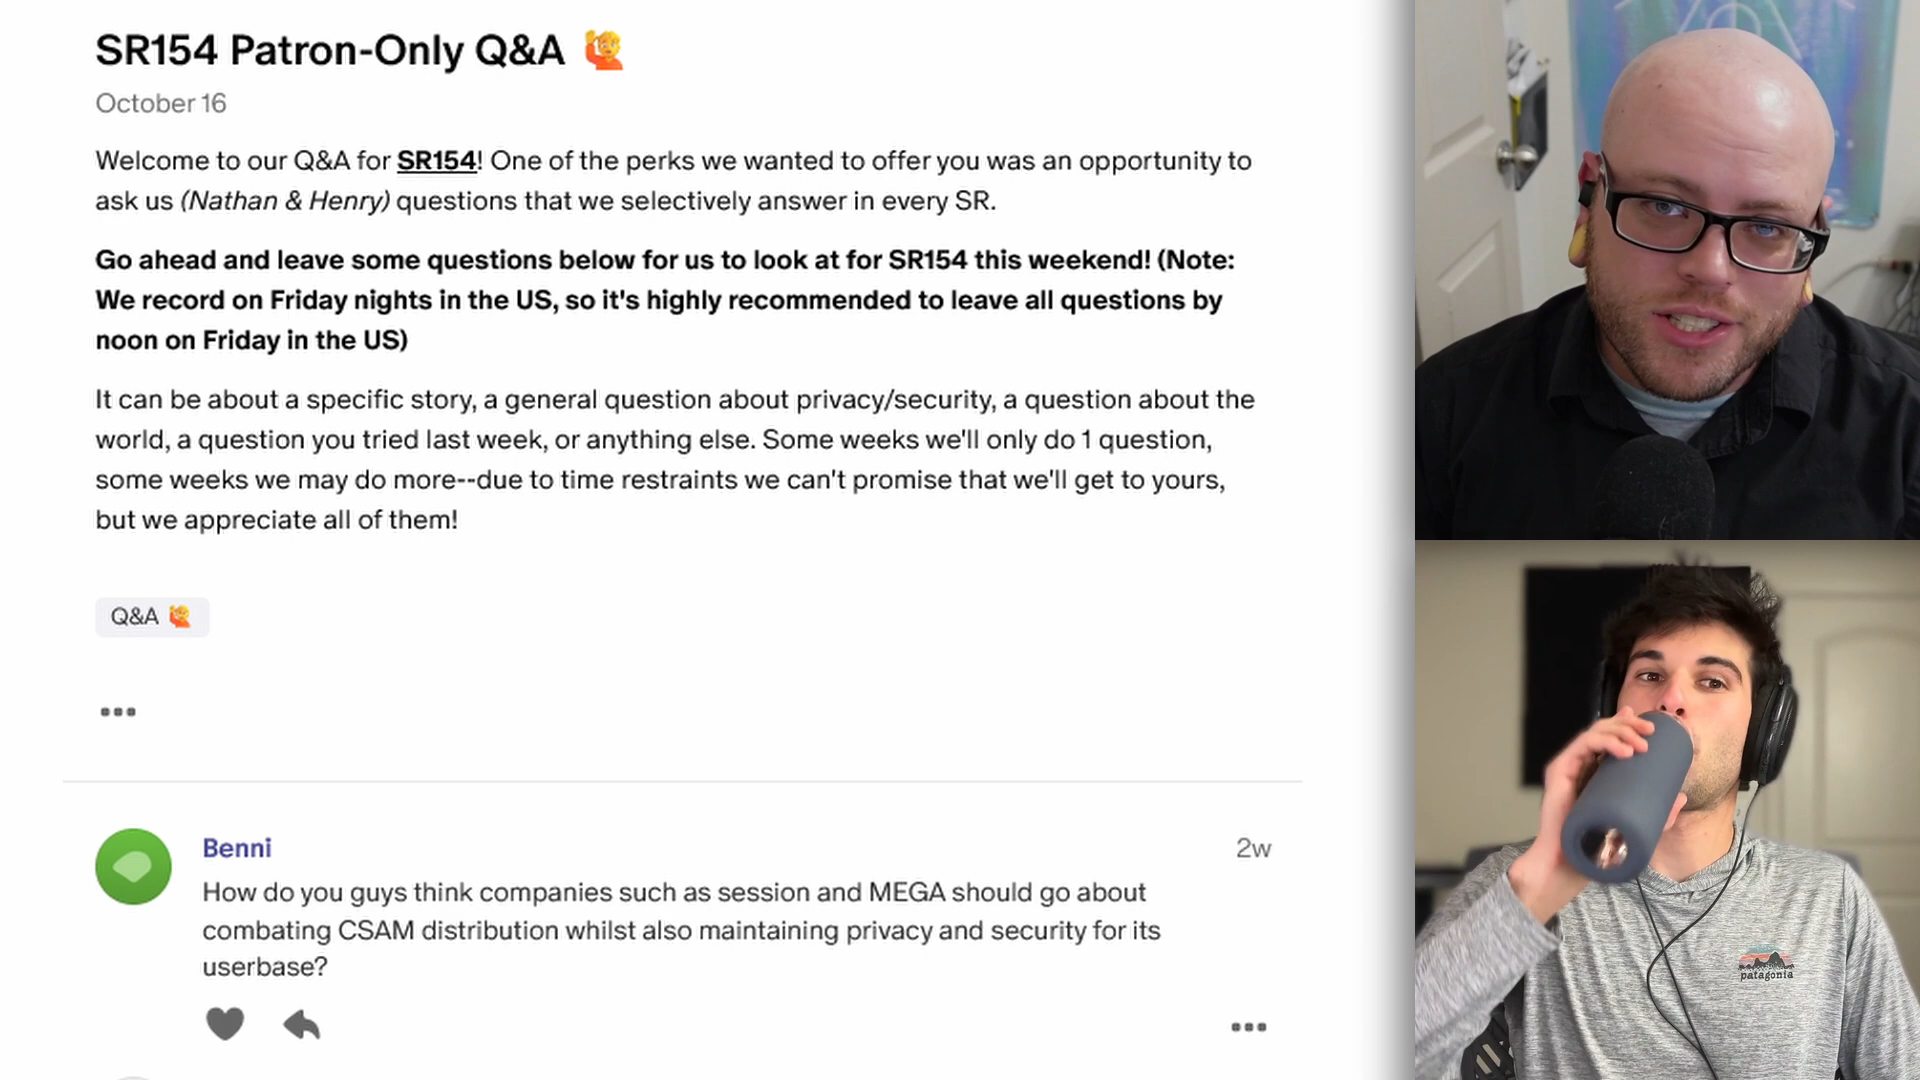 SR154 Patron-Only Q&A 🙋
October 16
Welcome to our Q&A for SR154! One of the perks we wanted to offer you was an opportunity to
ask us (Nathan & Henry) questions that we selectively answer in every SR.
Go ahead and leave some questions below for us to look at for SR154 this weekend! (Note:
We record on Friday nights in the US, so it's highly recommended to leave all questions by
noon on Friday in the US)
It can be about a specific story, a general question about privacy/security, a question about the
world, a question you tried last week, or anything else. Some weeks we'll only do 1 question,
some weeks we may do more--due to time restraints we can't promise that we'll get to yours,
but we appreciate all of them!
Q&A 🙋
Benni
2w
How do you guys think companies such as session and MEGA should go about
combating CSAM distribution whilst also maintaining privacy and security for its
userbase?
patagonia